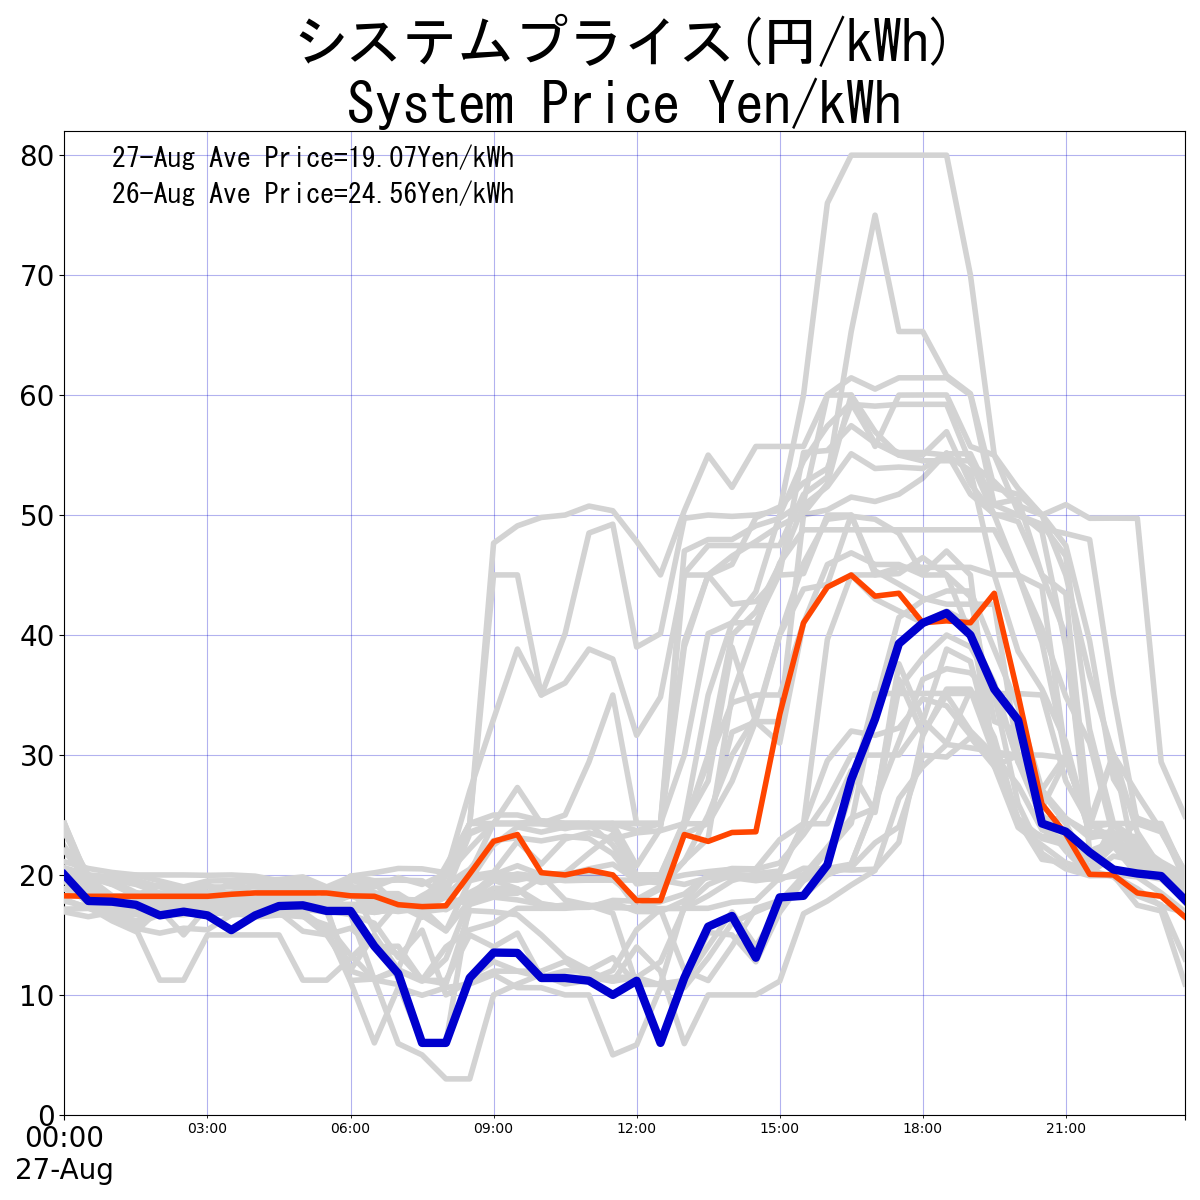 システムプライス(円/kWh)
System Price Yen/kWh
27-Aug Ave Price=19.07Yen/kWh
26-Aug Ave Price=24.56Yen/kWh
80
70
60
50
40
30
20
10
0
00:00 03:00 06:00 09:00 12:00 15:00 18:00 21:00
27-Aug